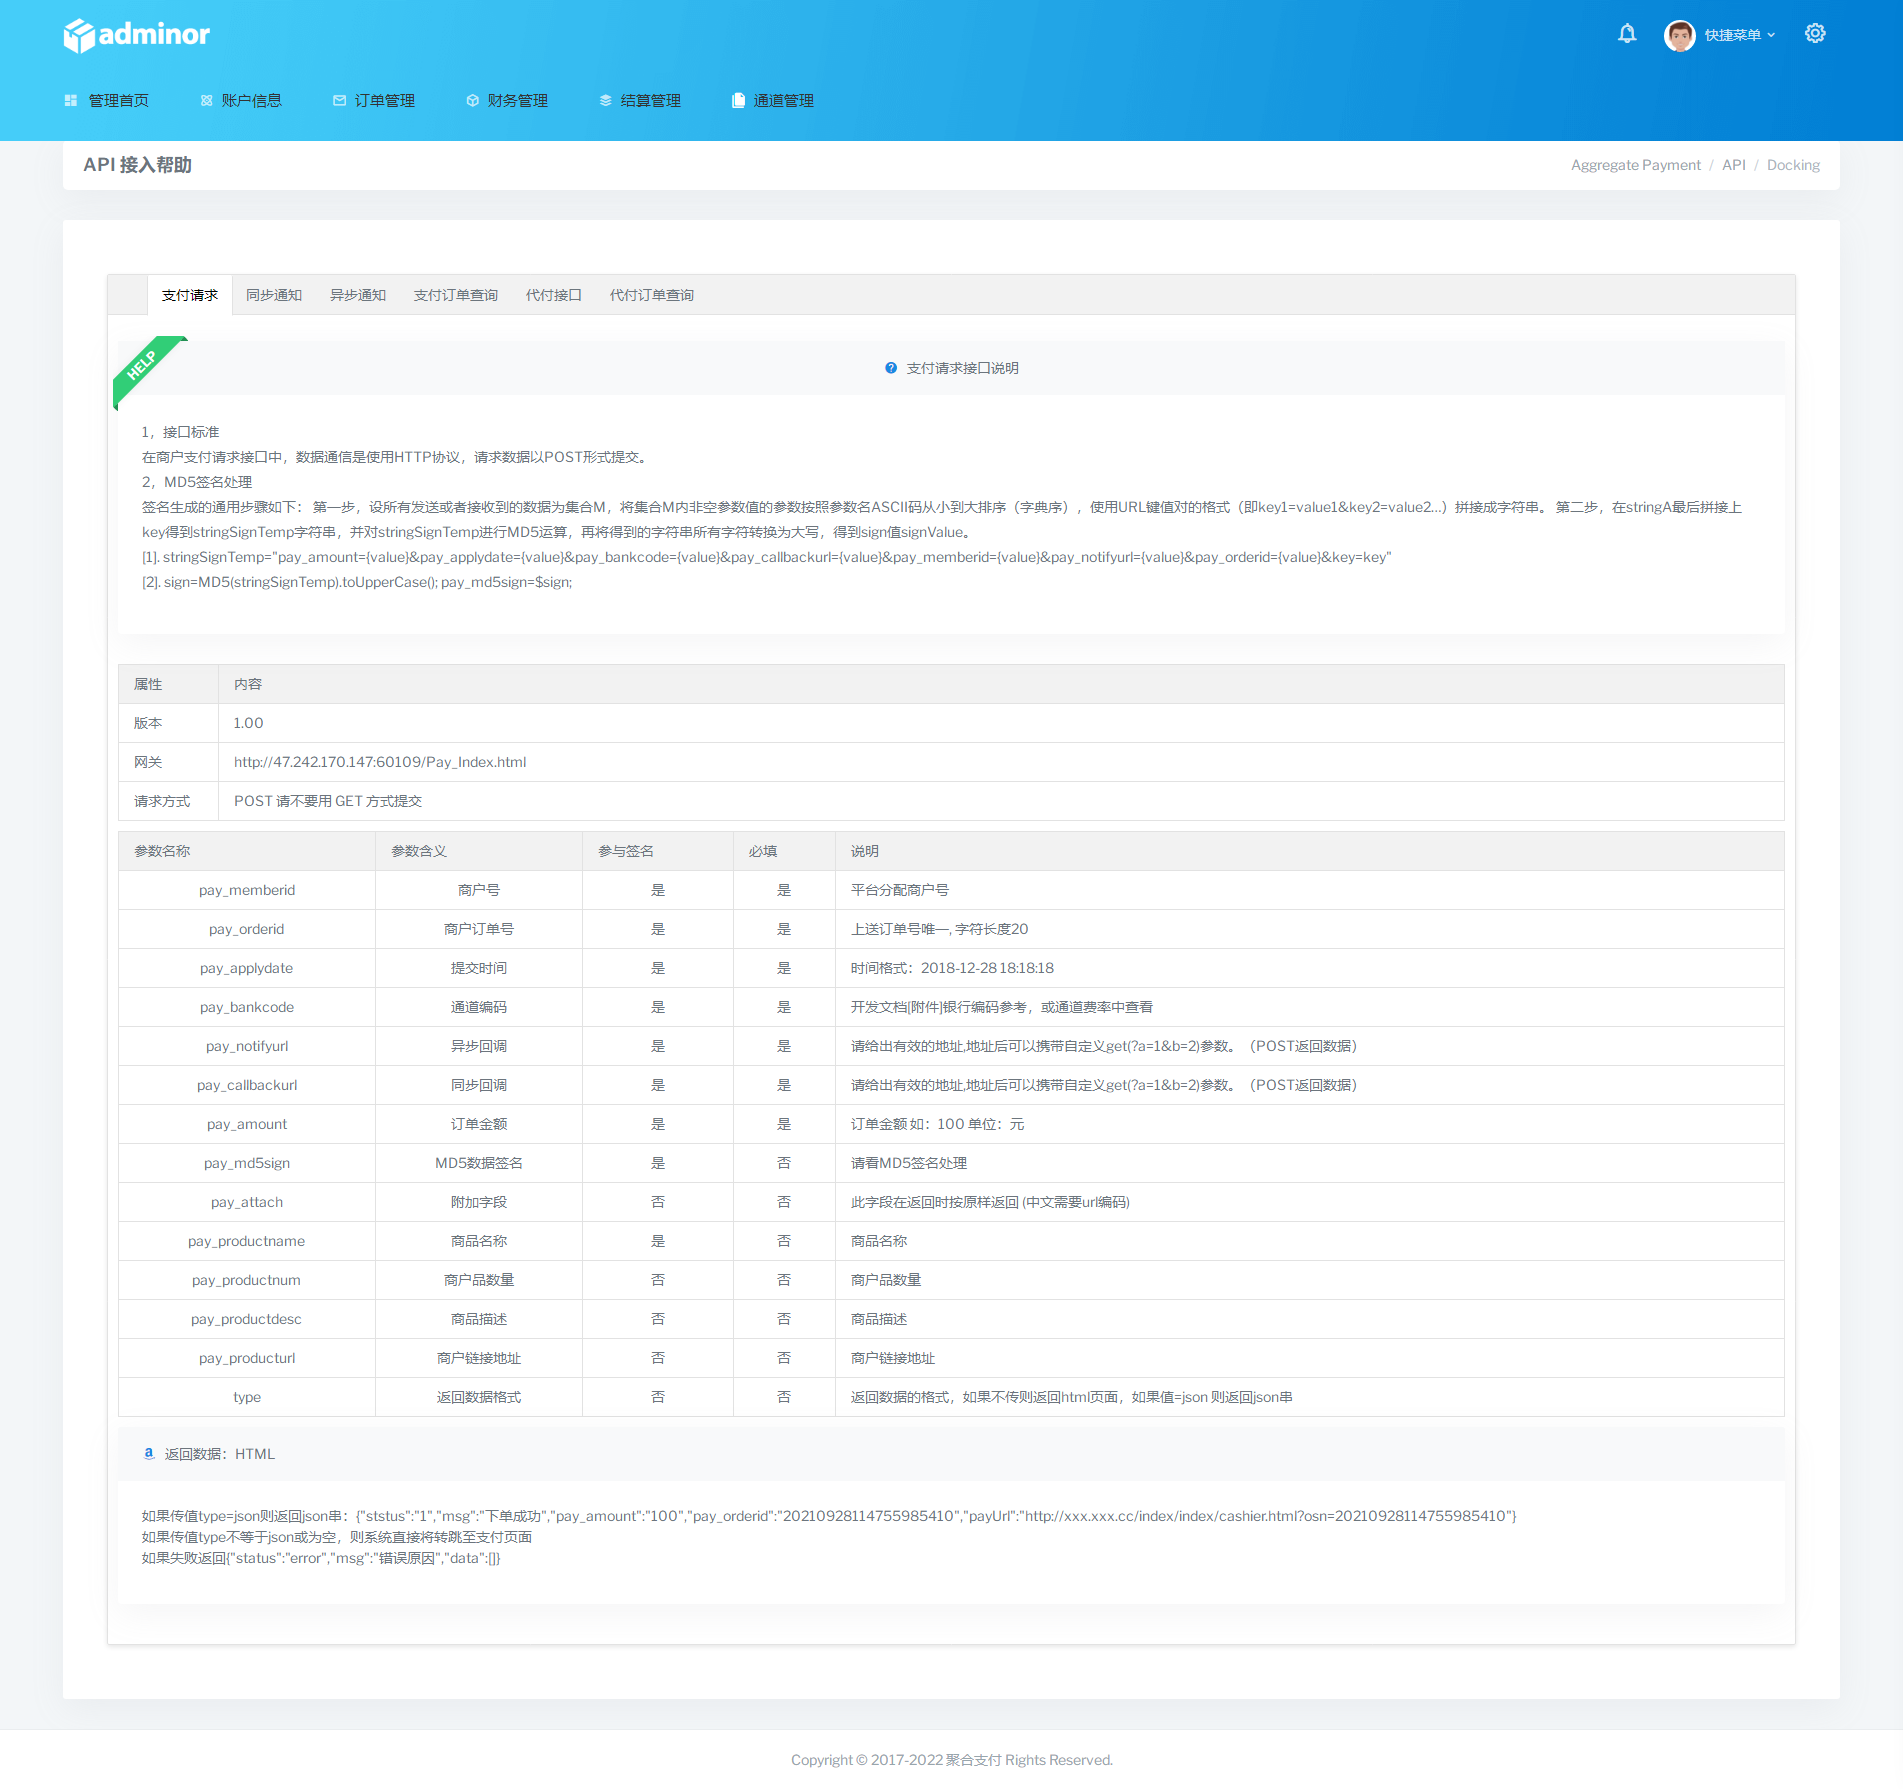 adminor
快捷菜单
管理首页 账户信息 订单管理 财务管理 结算管理 通道管理
API 接入帮助
Aggregate Payment / API / Docking
支付请求 同步通知 异步通知 支付订单查询 代付接口 代付订单查询
HELP
支付请求接口说明
1，接口标准
在商户支付请求接口中，数据通信是使用HTTP协议，请求数据以POST形式提交。
2，MD5签名处理
签名生成的通用步骤如下： 第一步，设所有发送或者接收到的数据为集合M，将集合M内非空参数值的参数按照参数名ASCII码从小到大排序（字典序），使用URL键值对的格式（即key1=value1&key2=value2…）拼接成字符串。 第二步，在stringA最后拼接上
key得到stringSignTemp字符串，并对stringSignTemp进行MD5运算，再将得到的字符串所有字符转换为大写，得到sign值signValue。
[1]. stringSignTemp="pay_amount={value}&pay_applydate={value}&pay_bankcode={value}&pay_callbackurl={value}&pay_memberid={value}&pay_notifyurl={value}&pay_orderid={value}&key=key"
[2]. sign=MD5(stringSignTemp).toUpperCase(); pay_md5sign=$sign;
属性 内容
版本 1.00
网关 http://47.242.170.147:60109/Pay_Index.html
请求方式 POST 请不要用 GET 方式提交
参数名称 参数含义 参与签名 必填 说明
pay_memberid 商户号 是 是 平台分配商户号
pay_orderid 商户订单号 是 是 上送订单号唯一, 字符长度20
pay_applydate 提交时间 是 是 时间格式：2018-12-28 18:18:18
pay_bankcode 通道编码 是 是 开发文档[附件]银行编码参考，或通道费率中查看
pay_notifyurl 异步回调 是 是 请给出有效的地址,地址后可以携带自定义get(?a=1&b=2)参数。（POST返回数据）
pay_callbackurl 同步回调 是 是 请给出有效的地址,地址后可以携带自定义get(?a=1&b=2)参数。（POST返回数据）
pay_amount 订单金额 是 是 订单金额 如：100 单位：元
pay_md5sign MD5数据签名 是 否 请看MD5签名处理
pay_attach 附加字段 否 否 此字段在返回时按原样返回 (中文需要url编码)
pay_productname 商品名称 是 否 商品名称
pay_productnum 商户品数量 否 否 商户品数量
pay_productdesc 商品描述 否 否 商品描述
pay_producturl 商户链接地址 否 否 商户链接地址
type 返回数据格式 否 否 返回数据的格式，如果不传则返回html页面，如果值=json 则返回json串
返回数据：HTML
如果传值type=json则返回json串：{"ststus":"1","msg":"下单成功","pay_amount":"100","pay_orderid":"20210928114755985410","payUrl":"http://xxx.xxx.cc/index/index/cashier.html?osn=20210928114755985410"}
如果传值type不等于json或为空，则系统直接将转跳至支付页面
如果失败返回{"status":"error","msg":"错误原因","data":[]}
Copyright © 2017-2022 聚合支付 Rights Reserved.